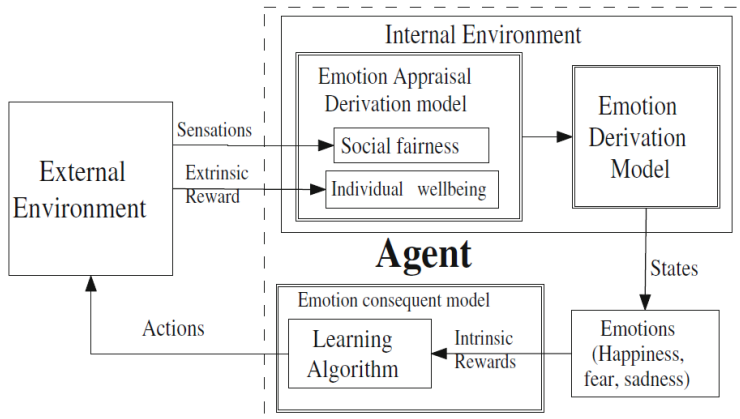 Internal Environment
Emotion Appraisal
Derivation model
Social fairness
Individual wellbeing
Emotion
Derivation
Model
Sensations
Extrinsic
Reward
External
Environment
Agent
States
Emotion consequent model
Learning
Algorithm
Intrinsic
Rewards
Emotions
(Happiness,
fear, sadness)
Actions